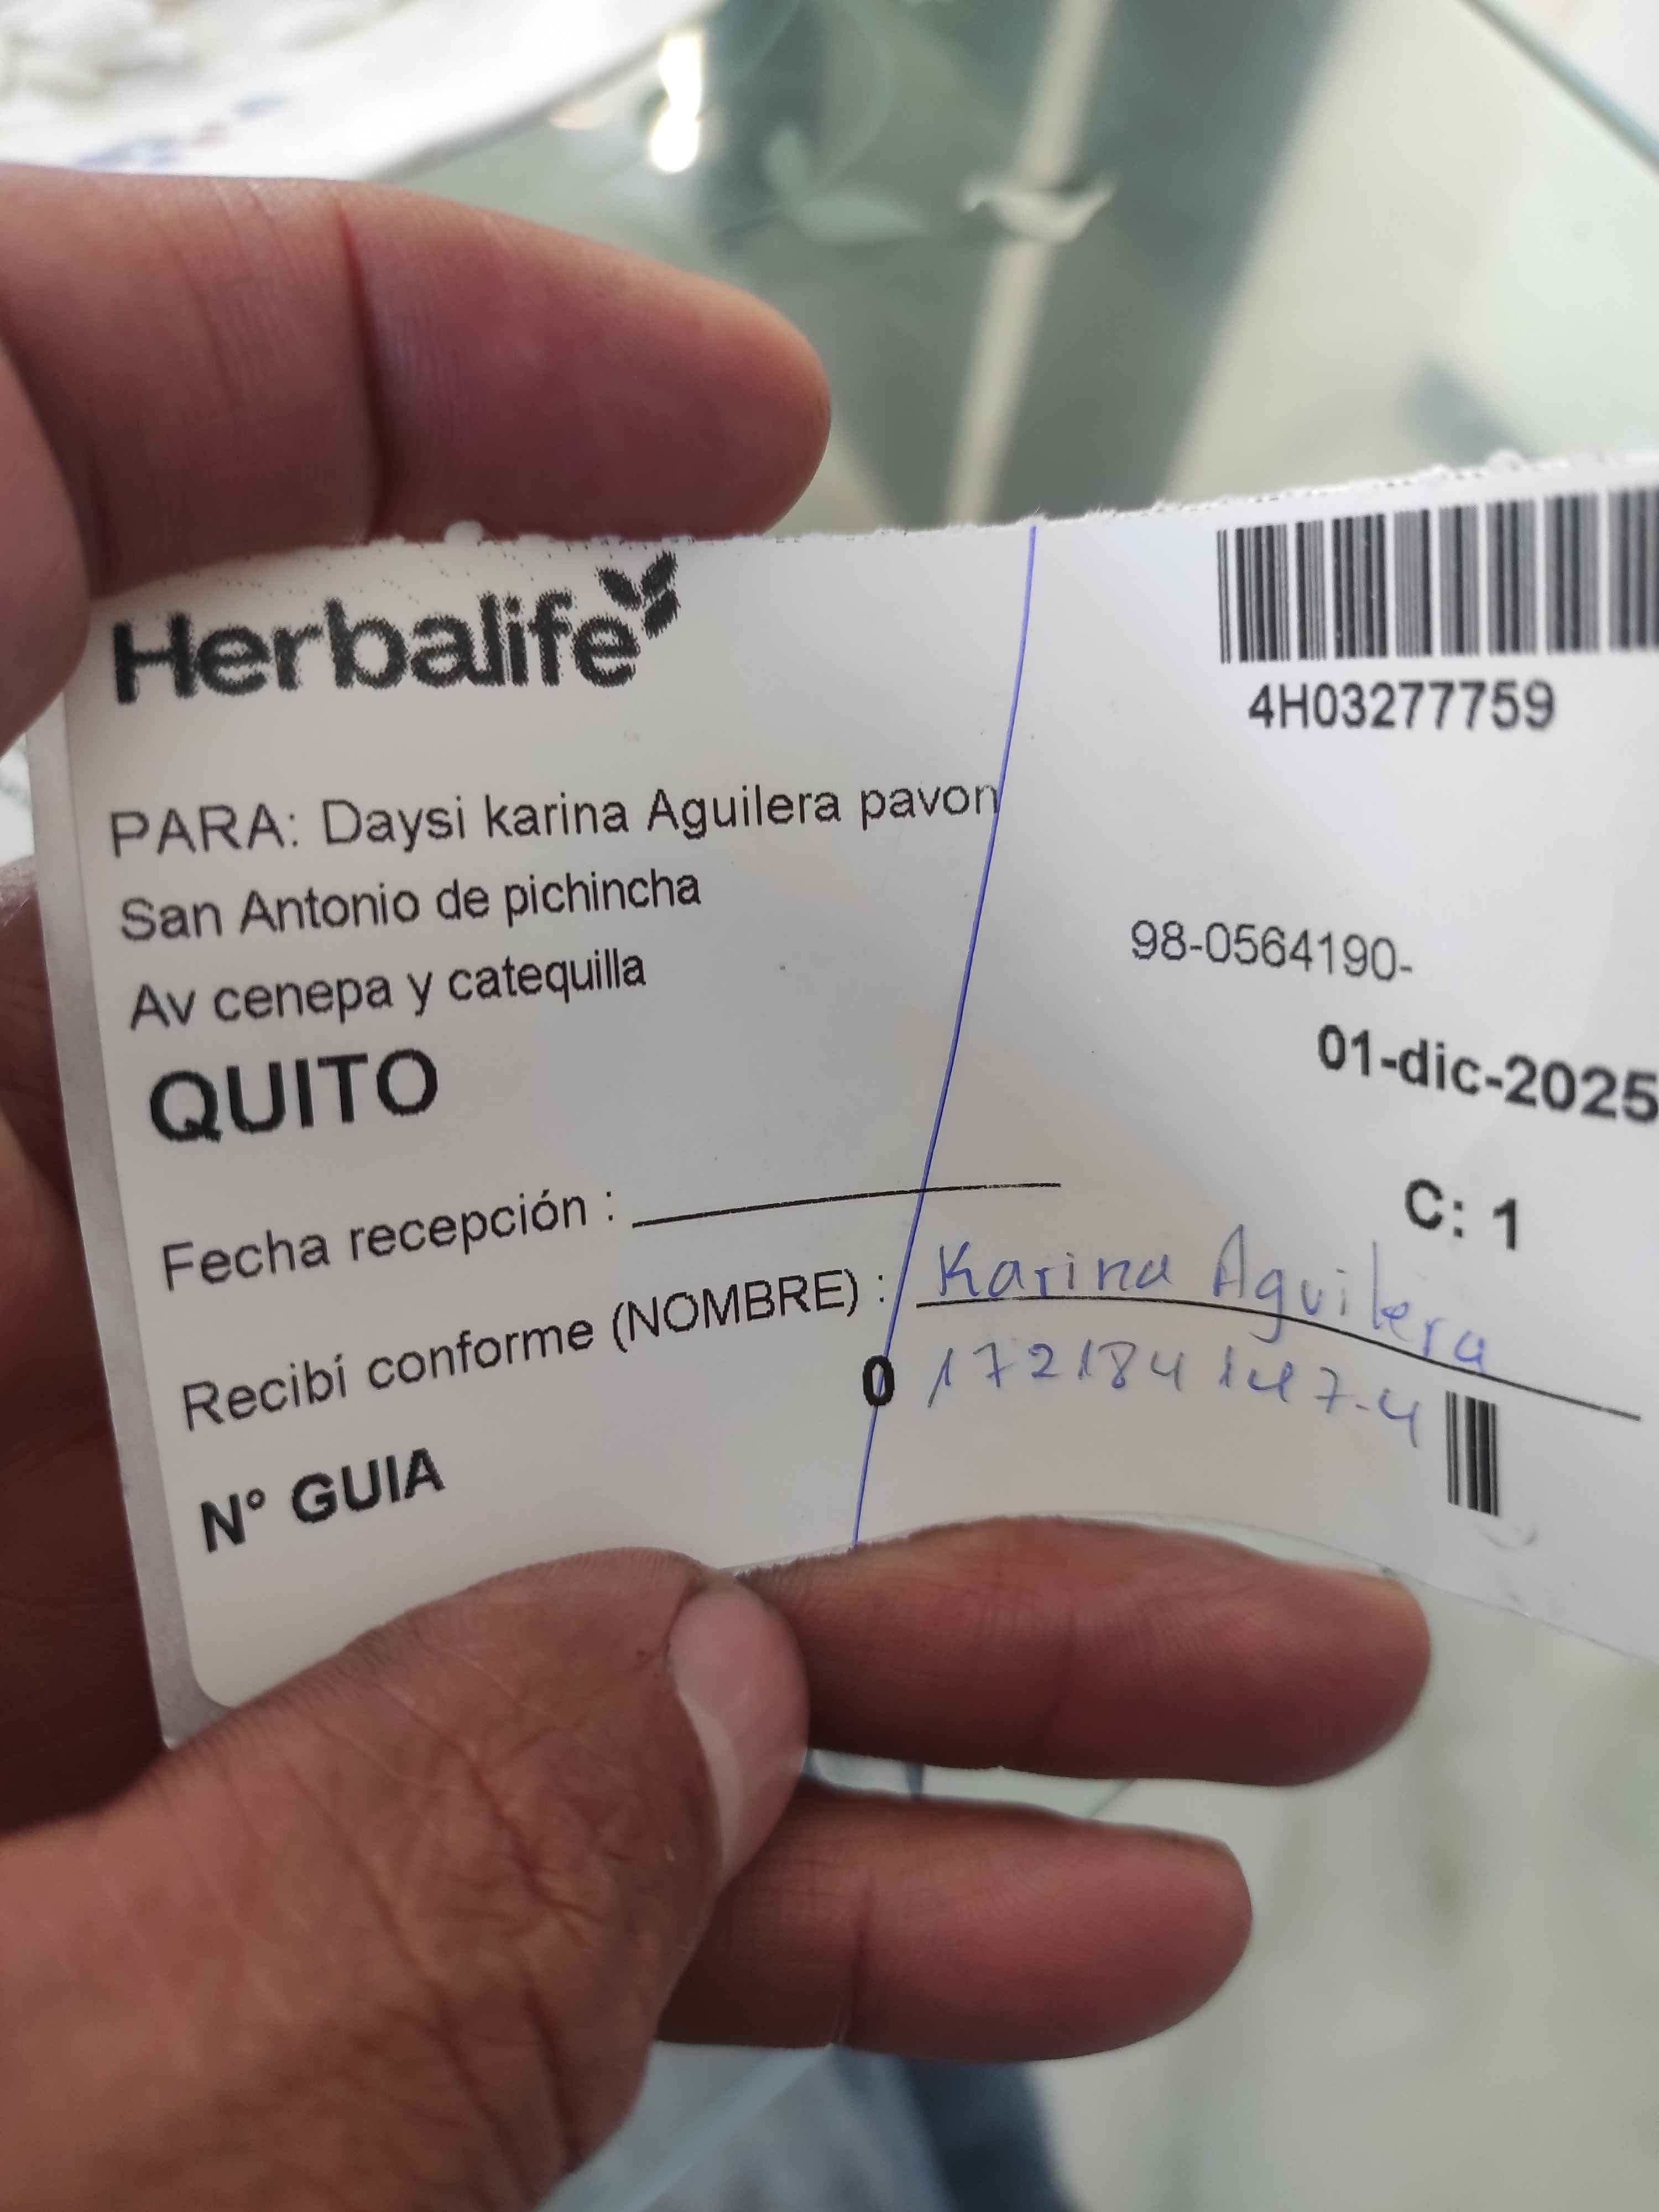 Herbalife
4H03277759
PARA: Daysi karina Aguilera pavon
San Antonio de pichincha
98-0564190-
Av cenepa y catequilla
01-dic-2025
QUITO
C: 1
Fecha recepción :
Recibí conforme (NOMBRE) : Karina Aguilera
0 172184147-4
N° GUIA